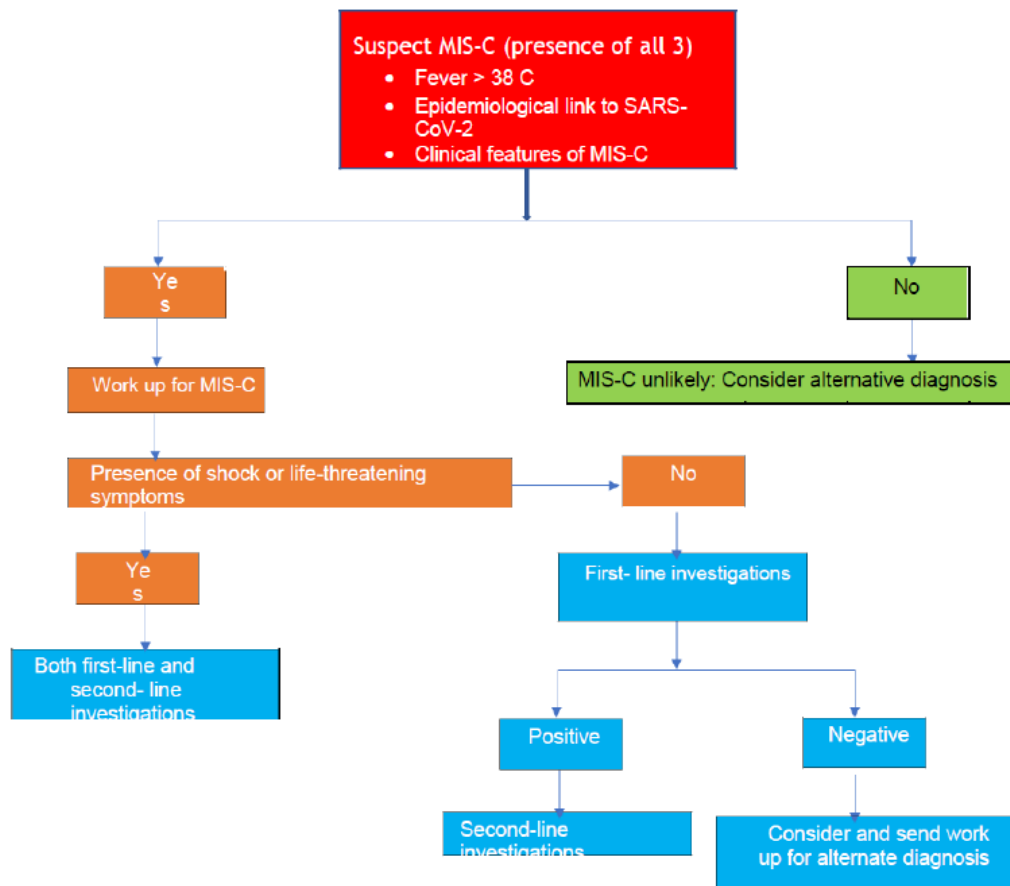 Suspect MIS-C (presence of all 3)
• Fever > 38 C
• Epidemiological link to SARS-
CoV-2
• Clinical features of MIS-C
Ye
s
No
Work up for MIS-C
MIS-C unlikely: Consider alternative diagnosis
Presence of shock or life-threatening
symptoms
No
Ye
s
First- line investigations
Both first-line and
second- line
investigations
Positive
Negative
Second-line
investigations
Consider and send work
up for alternate diagnosis